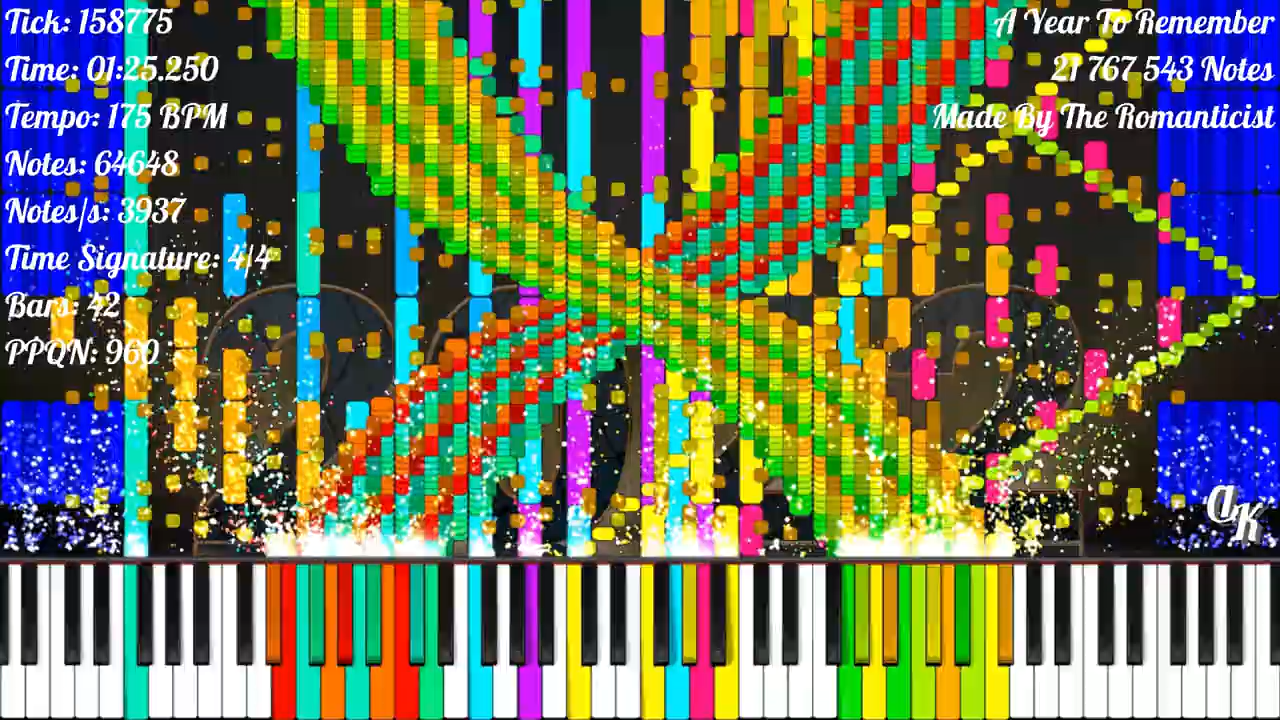 Tick: 158775
Time: 01:25.250
Tempo: 175 BPM
Notes: 64648
Notes/s: 3937
Time Signature: 4/4
Bars: 42
PPQN: 960
A Year To Remember
21 767 543 Notes
Made By The Romanticist
aK